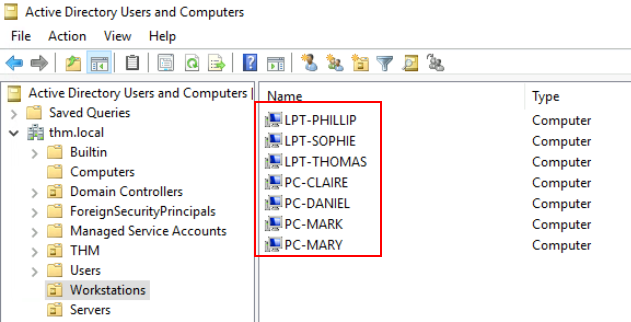 Active Directory Users and Computers
File Action View Help
Active Directory Users and Computers
Saved Queries
thm.local
Builtin
Computers
Domain Controllers
ForeignSecurityPrincipals
Managed Service Accounts
THM
Users
Workstations
Servers
Name Type
LPT-PHILLIP Computer
LPT-SOPHIE Computer
LPT-THOMAS Computer
PC-CLAIRE Computer
PC-DANIEL Computer
PC-MARK Computer
PC-MARY Computer